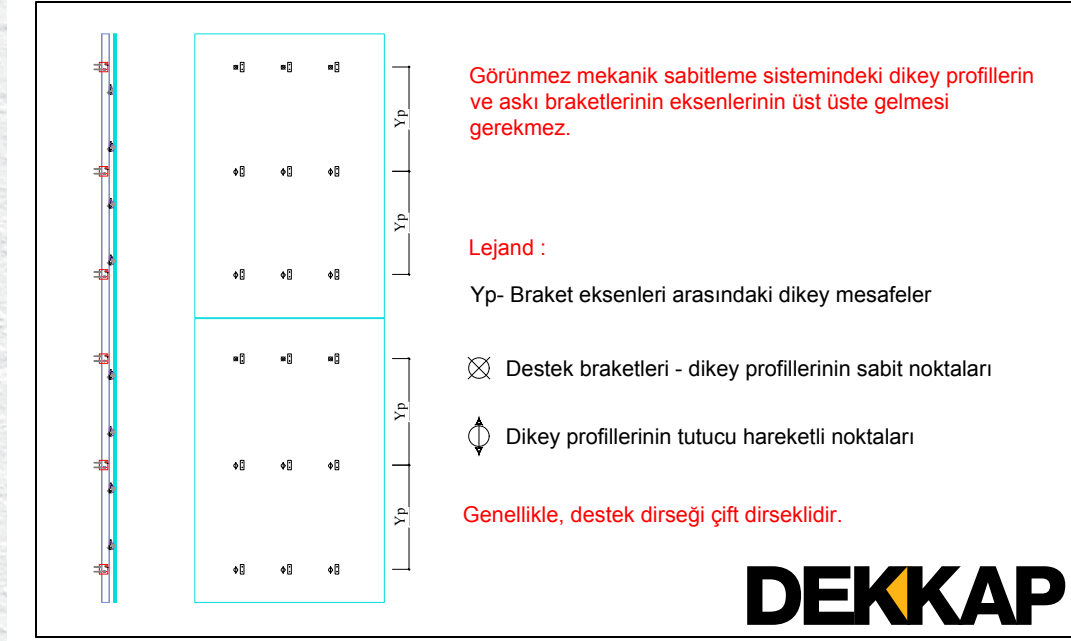 Görünmez mekanik sabitleme sistemindeki dikey profillerin
ve askı braketlerinin eksenlerinin üst üste gelmesi
gerekmez.
Yp
Yp
Lejand :
Yp- Braket eksenleri arasındaki dikey mesafeler
Destek braketleri - dikey profillerinin sabit noktaları
Yp
Dikey profillerinin tutucu hareketli noktaları
Yp
Genellikle, destek dirseği çift dirseklidir.
DEKKAP